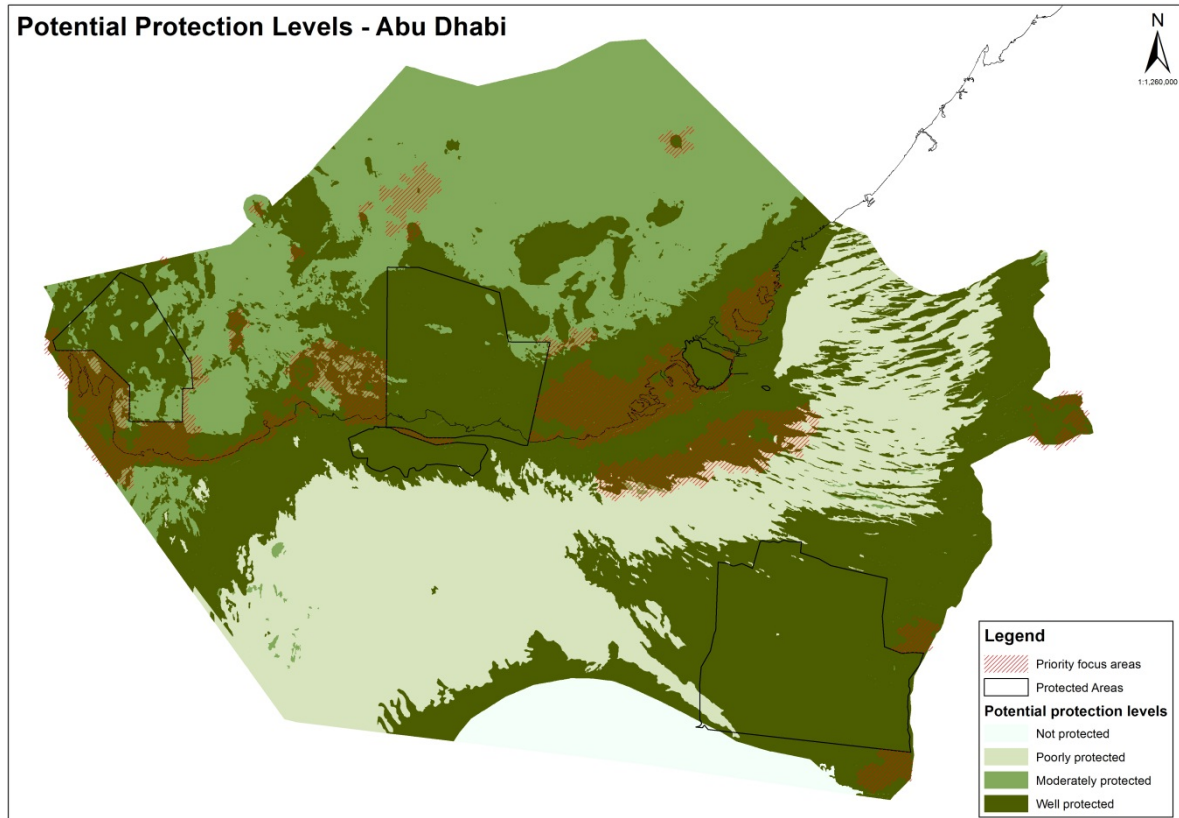 Potential Protection Levels - Abu Dhabi
N
1:1,260,000
Legend
Priority focus areas
Protected Areas
Potential protection levels
Not protected
Poorly protected
Moderately protected
Well protected